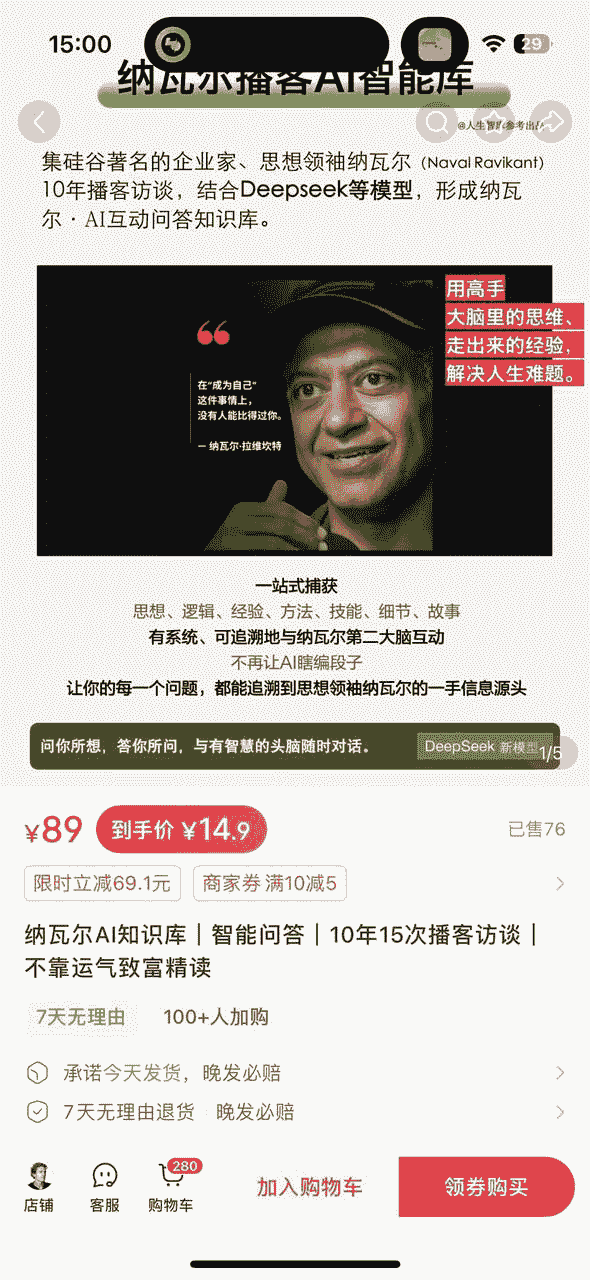 15:00
29
纳瓦尔播客AI智能库
@人生智库参考出品
集硅谷著名的企业家、思想领袖纳瓦尔（Naval Ravikant）
10年播客访谈，结合Deepseek等模型，形成纳瓦
尔·AI互动问答知识库。
用高手
大脑里的思维、
走出来的经验，
解决人生难题。
在“成为自己”
这件事情上，
没有人能比得过你。
— 纳瓦尔·拉维坎特
一站式捕获
思想、逻辑、经验、方法、技能、细节、故事
有系统、可追溯地与纳瓦尔第二大脑互动
不再让AI瞎编段子
让你的每一个问题，都能追溯到思想领袖纳瓦尔的一手信息源头
问你所想，答你所问，与有智慧的头脑随时对话。
DeepSeek 新模型
1/5
¥89 到手价 ¥14.9 已售76
限时立减69.1元 商家券 满10减5
纳瓦尔AI知识库｜智能问答｜10年15次播客访谈｜
不靠运气致富精读
7天无理由 100+人加购
承诺今天发货，晚发必赔
7天无理由退货 晚发必赔
280
店铺 客服 购物车 加入购物车 领券购买